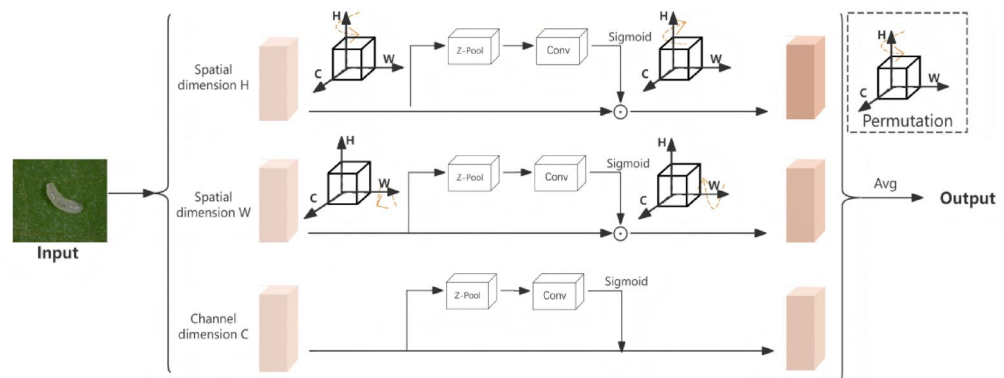 Spatial
dimension H
H
W
C
Z-Pool
Conv
Sigmoid
H
W
C
H
W
C
Permutation
Input
Spatial
dimension W
H
W
C
Z-Pool
Conv
Sigmoid
H
W
C
Avg
Output
Channel
dimension C
Z-Pool
Conv
Sigmoid